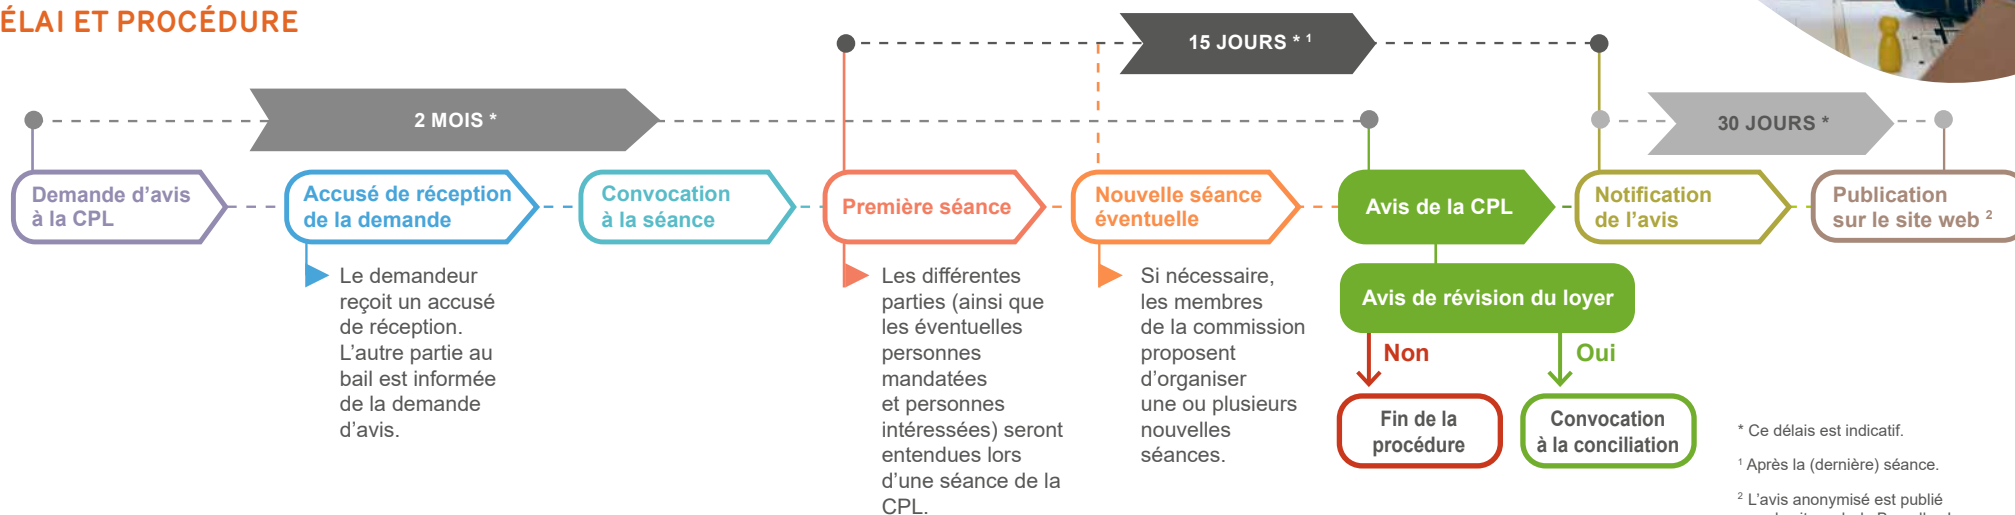 ÉLAI ET PROCÉDURE
15 JOURS * 1
2 MOIS *
30 JOURS *
Demande d’avis
à la CPL
Accusé de réception
de la demande
Convocation
à la séance
Première séance
Nouvelle séance
éventuelle
Avis de la CPL
Notification
de l’avis
Publication
sur le site web 2
Le demandeur
reçoit un accusé
de réception.
L’autre partie au
bail est informée
de la demande
d’avis.
Les différentes
parties (ainsi que
les éventuelles
personnes
mandatées
et personnes
intéressées) seront
entendues lors
d’une séance de la
CPL.
Si nécessaire,
les membres
de la commission
proposent
d’organiser
une ou plusieurs
nouvelles
séances.
Avis de révision du loyer
Non
Oui
Fin de la
procédure
Convocation
à la conciliation
* Ce délais est indicatif.
1 Après la (dernière) séance.
2 L’avis anonymisé est publié